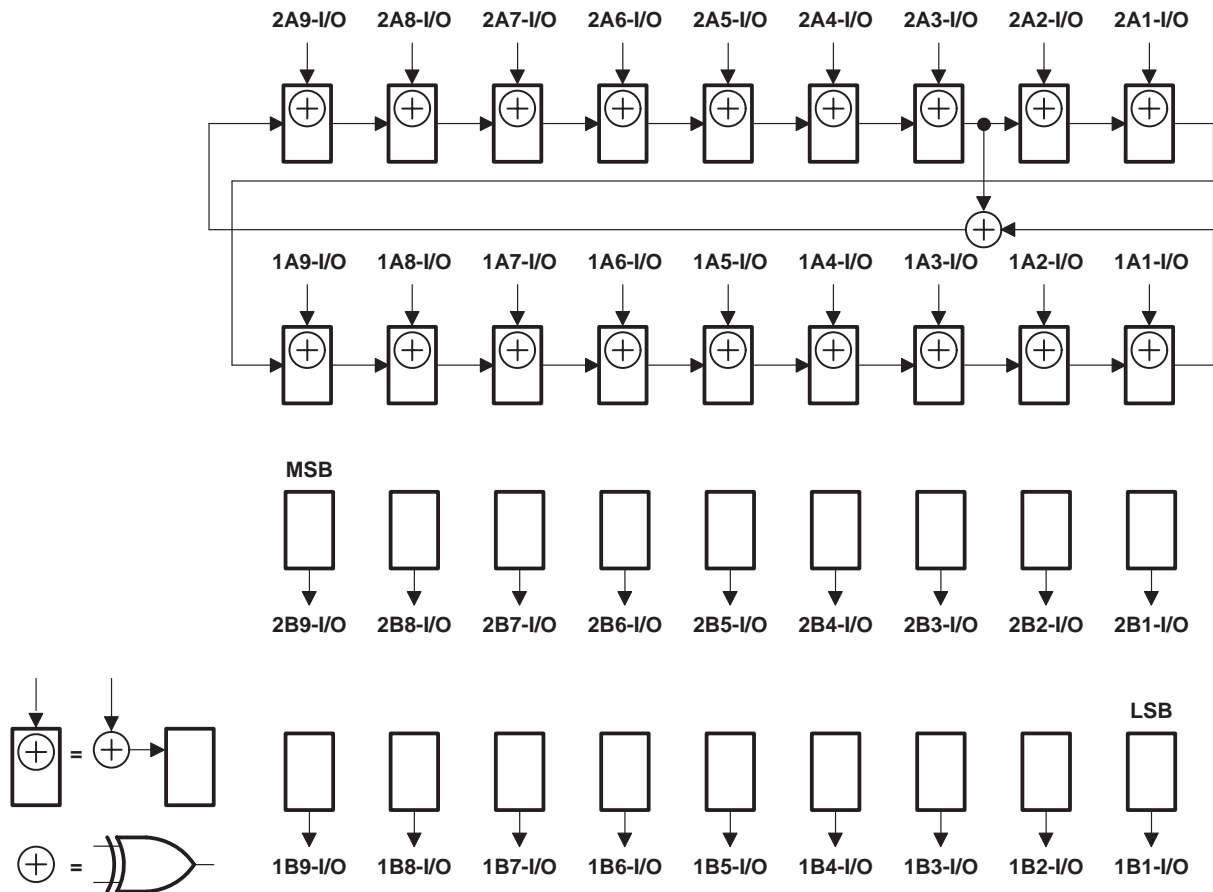 2A9-I/O 2A8-I/O 2A7-I/O 2A6-I/O 2A5-I/O 2A4-I/O 2A3-I/O 2A2-I/O 2A1-I/O
1A9-I/O 1A8-I/O 1A7-I/O 1A6-I/O 1A5-I/O 1A4-I/O 1A3-I/O 1A2-I/O 1A1-I/O
MSB
2B9-I/O 2B8-I/O 2B7-I/O 2B6-I/O 2B5-I/O 2B4-I/O 2B3-I/O 2B2-I/O 2B1-I/O
LSB
=
=
1B9-I/O 1B8-I/O 1B7-I/O 1B6-I/O 1B5-I/O 1B4-I/O 1B3-I/O 1B2-I/O 1B1-I/O